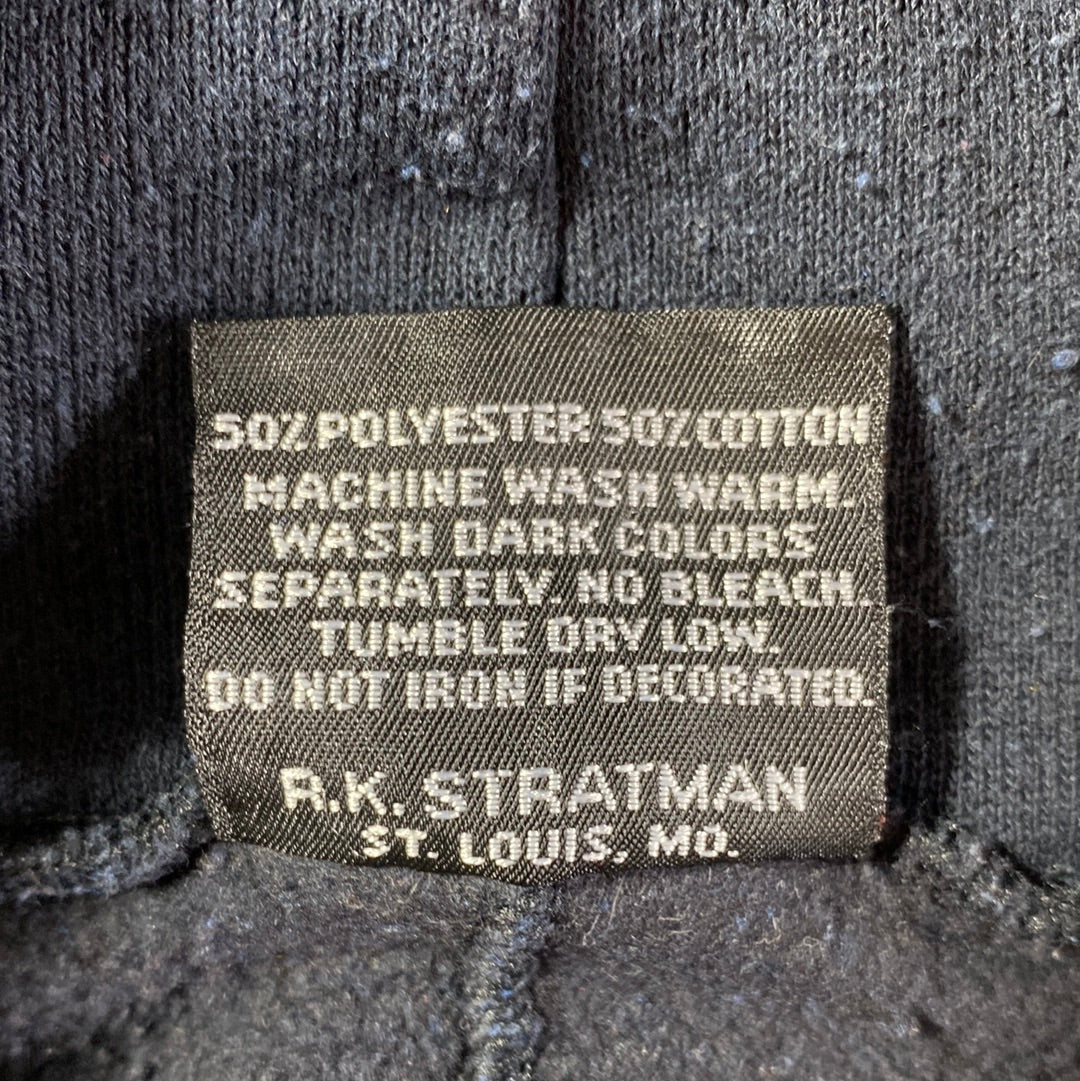 50% POLYESTER 50% COTTON
MACHINE WASH WARM.
WASH DARK COLORS
SEPARATELY. NO BLEACH.
TUMBLE DRY LOW.
DO NOT IRON IF DECORATED.
R.K. STRATMAN
ST. LOUIS, MO.